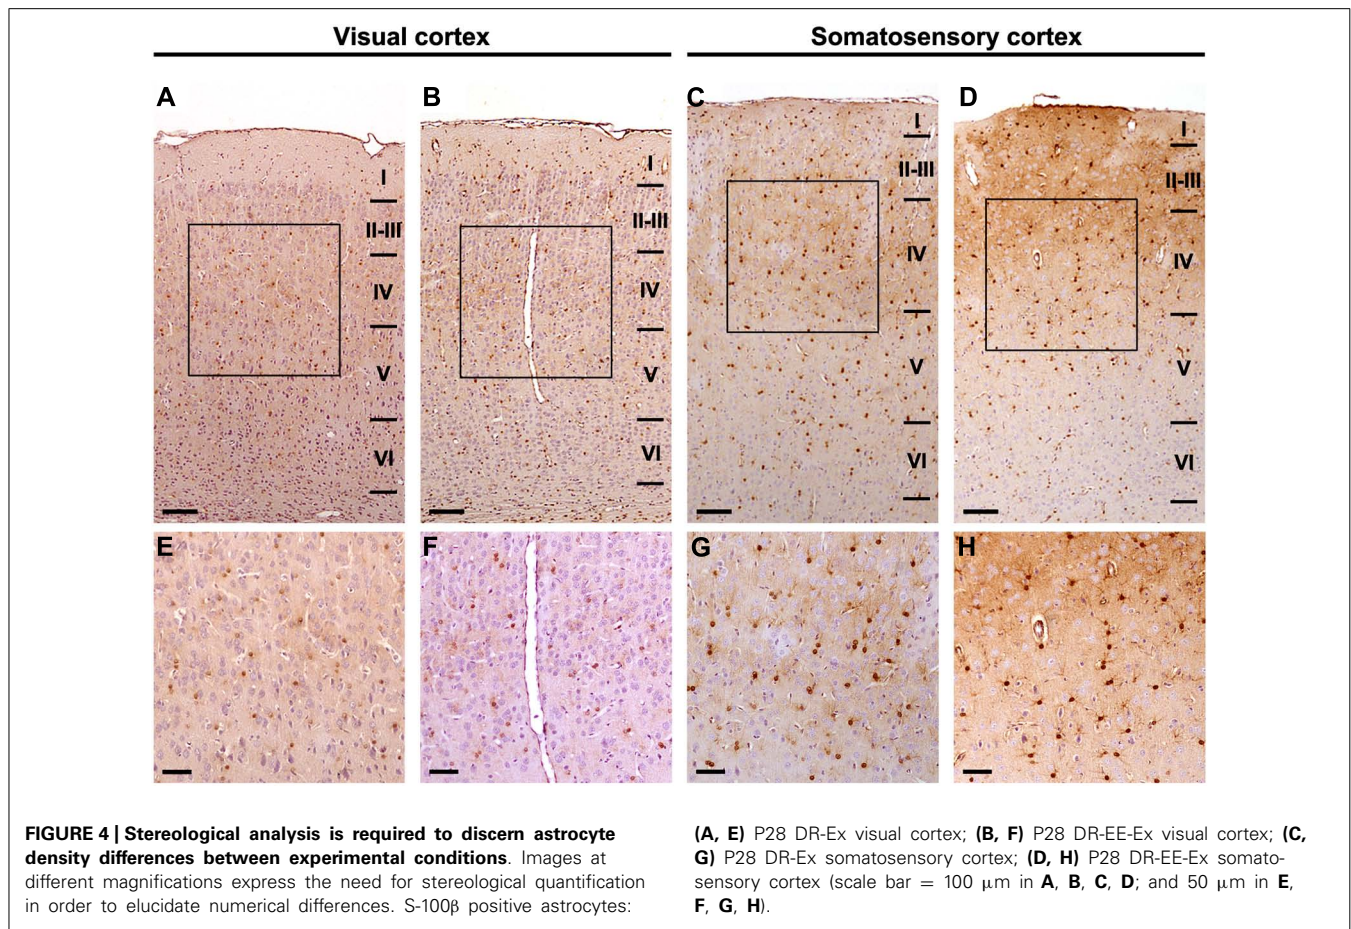 Visual cortex
Somatosensory cortex
A
I
II-III
IV
V
VI
B
I
II-III
IV
V
VI
C
I
II-III
IV
V
VI
D
I
II-III
IV
V
VI
E
F
G
H
FIGURE 4 | Stereological analysis is required to discern astrocyte
density differences between experimental conditions. Images at
different magnifications express the need for stereological quantification
in order to elucidate numerical differences. S-100β positive astrocytes:
(A, E) P28 DR-Ex visual cortex; (B, F) P28 DR-EE-Ex visual cortex; (C,
G) P28 DR-Ex somatosensory cortex; (D, H) P28 DR-EE-Ex somato-
sensory cortex (scale bar = 100 μm in A, B, C, D; and 50 μm in E,
F, G, H).